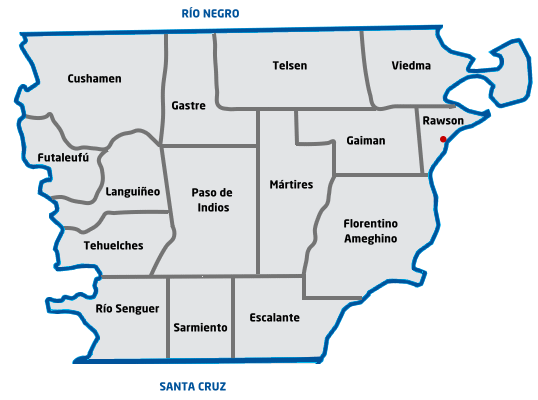 RÍO NEGRO
Cushamen
Telsen
Viedma
Gastre
Rawson
Gaiman
Futaleufú
Languiñeo
Paso de
Indios
Mártires
Florentino
Ameghino
Tehuelches
Río Senguer
Sarmiento
Escalante
SANTA CRUZ